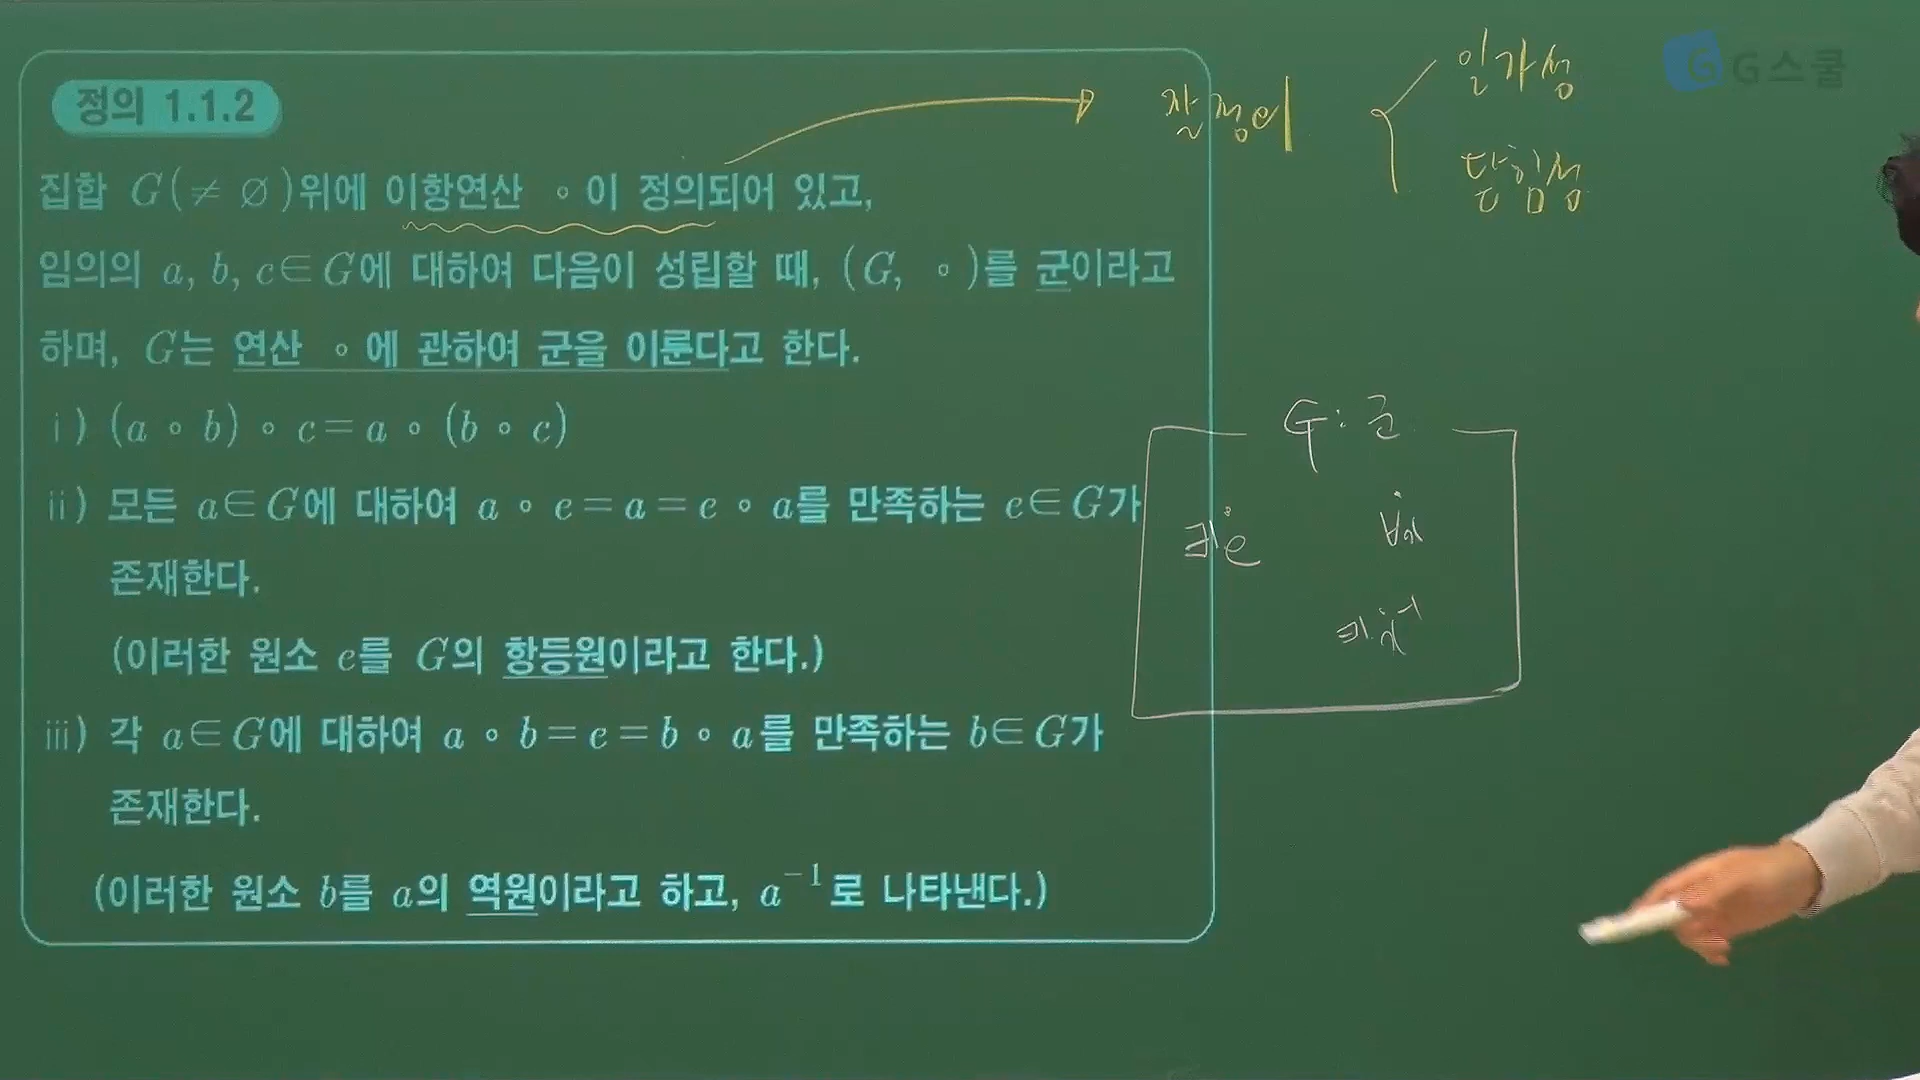 정의 1.1.2
집합 G(≠ ∅)위에 이항연산 ∘이 정의되어 있고,
임의의 a, b, c∈G에 대하여 다음이 성립할 때, (G, ∘)를 군이라고
하며, G는 연산 ∘에 관하여 군을 이룬다고 한다.
ⅰ) (a ∘ b) ∘ c = a ∘ (b ∘ c)
ⅱ) 모든 a∈G에 대하여 a ∘ e = a = e ∘ a를 만족하는 e∈G가
존재한다.
(이러한 원소 e를 G의 항등원이라고 한다.)
ⅲ) 각 a∈G에 대하여 a ∘ b = e = b ∘ a를 만족하는 b∈G가
존재한다.
(이러한 원소 b를 a의 역원이라고 하고, a⁻¹로 나타낸다.)
잘 정의
일가성
닫힘성
G스쿨
G : 군
∃e
∀x
∃x⁻¹